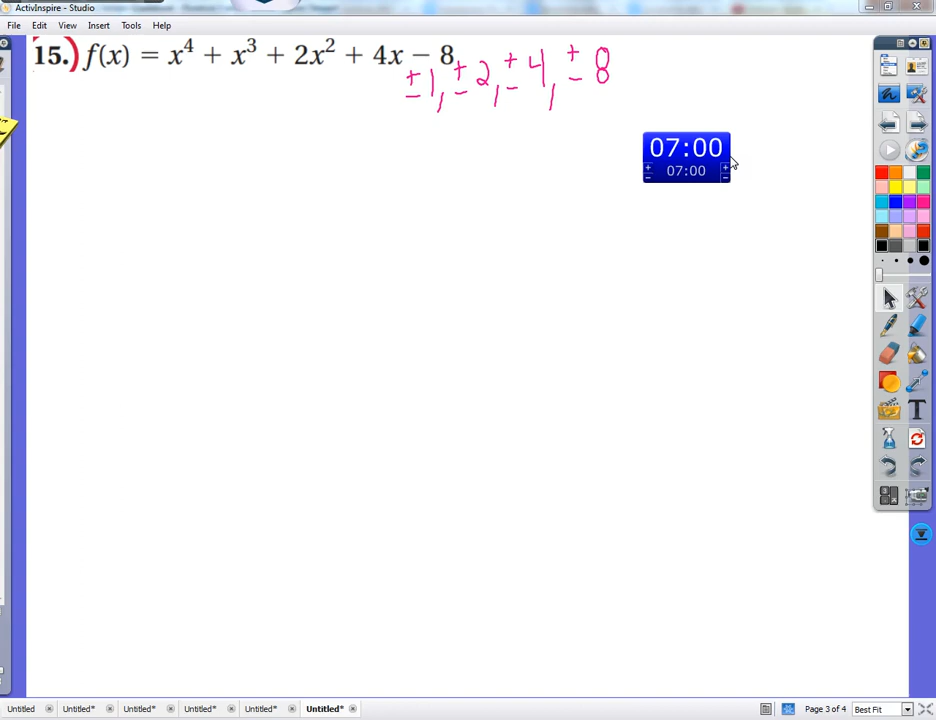 ActivInspire - Studio
File Edit View Insert Tools Help
15.) f(x) = x⁴ + x³ + 2x² + 4x − 8
±1, ±2, ±4, ±8
07:00
+ 07:00 +
− −
T
Untitled Untitled* Untitled* Untitled* Untitled* Untitled* Page 3 of 4 Best Fit